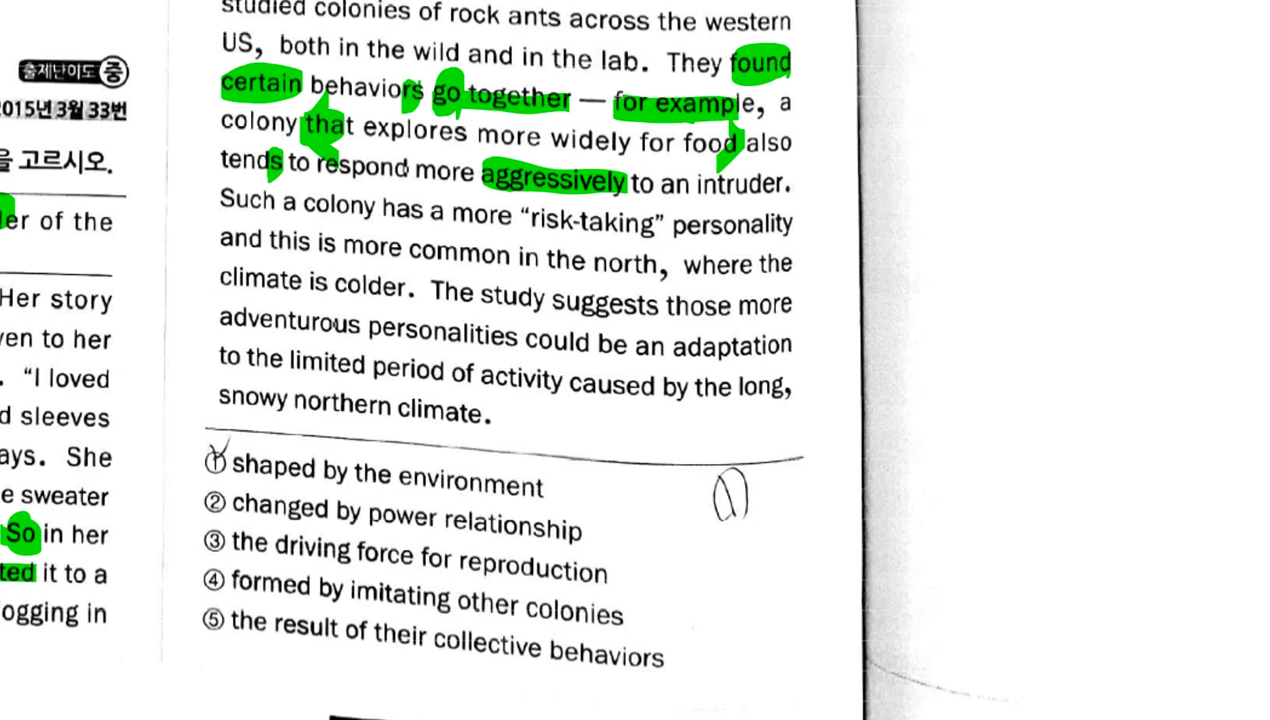 출제난이도 중
2015년 3월 33번
을 고르시오.
er of the
Her story
ven to her
. “I loved
d sleeves
ays. She
e sweater
So in her
ted it to a
ogging in
studied colonies of rock ants across the western
US, both in the wild and in the lab. They found
certain behaviors go together — for example, a
colony that explores more widely for food also
tends to respond more aggressively to an intruder.
Such a colony has a more “risk-taking” personality
and this is more common in the north, where the
climate is colder. The study suggests those more
adventurous personalities could be an adaptation
to the limited period of activity caused by the long,
snowy northern climate.
① shaped by the environment
② changed by power relationship
③ the driving force for reproduction
④ formed by imitating other colonies
⑤ the result of their collective behaviors